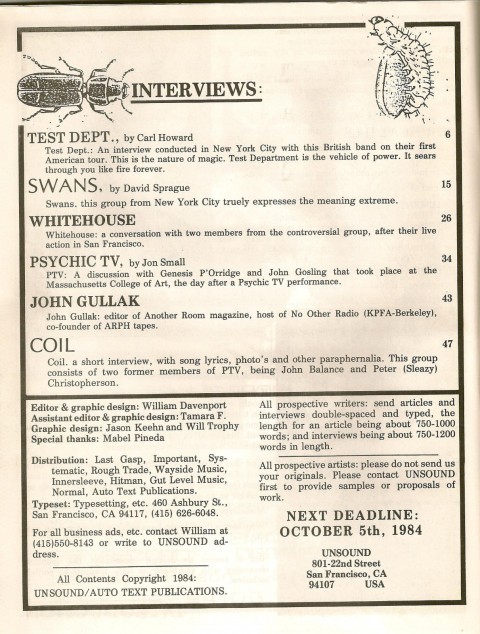 INTERVIEWS:
TEST DEPT., by Carl Howard 6
Test Dept.: An interview conducted in New York City with this British band on their first
American tour. This is the nature of magic. Test Department is the vehicle of power. It sears
through you like fire forever.
SWANS, by David Sprague 15
Swans. this group from New York City truely expresses the meaning extreme.
WHITEHOUSE 26
Whitehouse: a conversation with two members from the controversial group, after their live
action in San Francisco.
PSYCHIC TV, by Jon Small 34
PTV: A discussion with Genesis P'Orridge and John Gosling that took place at the
Massachusetts College of Art, the day after a Psychic TV performance.
JOHN GULLAK 43
John Gullak: editor of Another Room magazine, host of No Other Radio (KPFA-Berkeley),
co-founder of ARPH tapes.
COIL 47
Coil. a short interview, with song lyrics, photo's and other paraphernalia. This group
consists of two former members of PTV, being John Balance and Peter (Sleazy)
Christopherson.
Editor & graphic design: William Davenport
Assistant editor & graphic design: Tamara F.
Graphic design: Jason Keehn and Will Trophy
Special thanks: Mabel Pineda
Distribution: Last Gasp, Important, Sys-
tematic, Rough Trade, Wayside Music,
Innersleeve, Hitman, Gut Level Music,
Normal, Auto Text Publications.
Typeset: Typesetting, etc. 460 Ashbury St.,
San Francisco, CA 94117, (415) 626-6048.
For all business ads, etc. contact William at
(415)550-8143 or write to UNSOUND ad-
dress.
All Contents Copyright 1984:
UNSOUND/AUTO TEXT PUBLICATIONS.
All prospective writers: send articles and
interviews double-spaced and typed, the
length for an article being about 750-1000
words; and interviews being about 750-1200
words in length.
All prospective artists: please do not send us
your originals. Please contact UNSOUND
first to provide samples or proposals of
work.
NEXT DEADLINE:
OCTOBER 5th, 1984
UNSOUND
801-22nd Street
San Francisco, CA
94107 USA